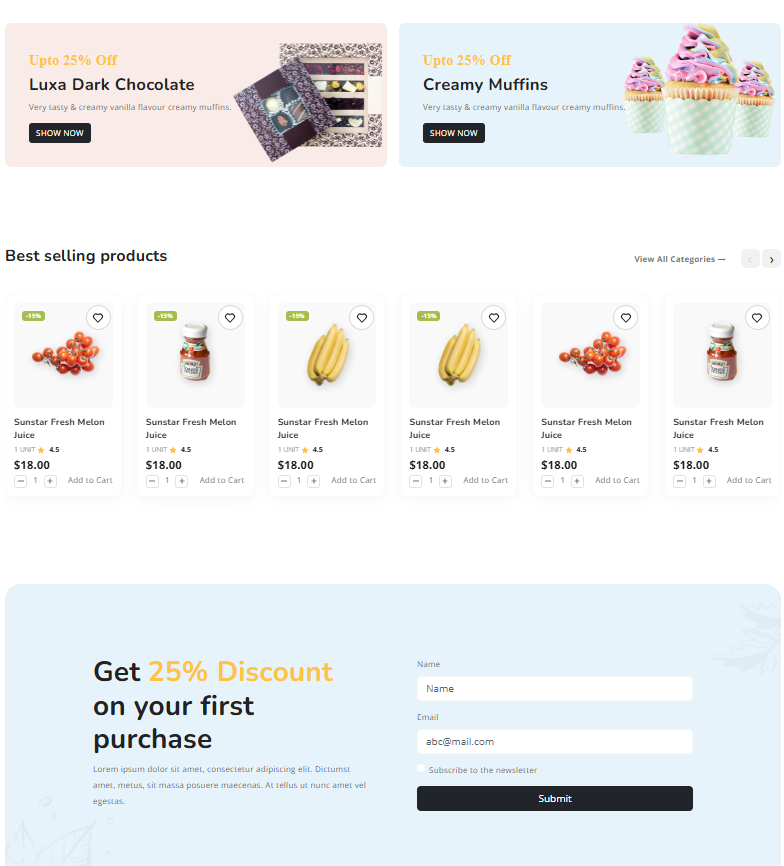 Upto 25% Off
Luxa Dark Chocolate
Very tasty & creamy vanilla flavour creamy muffins.
SHOW NOW
Upto 25% Off
Creamy Muffins
Very tasty & creamy vanilla flavour creamy muffins.
SHOW NOW
Best selling products
View All Categories →
-15%
-15%
-15%
-15%
Sunstar Fresh Melon
Juice
1 UNIT 4.5
$18.00
1 Add to Cart
Sunstar Fresh Melon
Juice
1 UNIT 4.5
$18.00
1 Add to Cart
Sunstar Fresh Melon
Juice
1 UNIT 4.5
$18.00
1 Add to Cart
Sunstar Fresh Melon
Juice
1 UNIT 4.5
$18.00
1 Add to Cart
Sunstar Fresh Melon
Juice
1 UNIT 4.5
$18.00
1 Add to Cart
Sunstar Fresh Melon
Juice
1 UNIT 4.5
$18.00
1 Add to Cart
Get 25% Discount
on your first
purchase
Lorem ipsum dolor sit amet, consectetur adipiscing elit. Dictumst
amet, metus, sit massa posuere maecenas. At tellus ut nunc amet vel
egestas.
Name
Name
Email
abc@mail.com
Subscribe to the newsletter
Submit